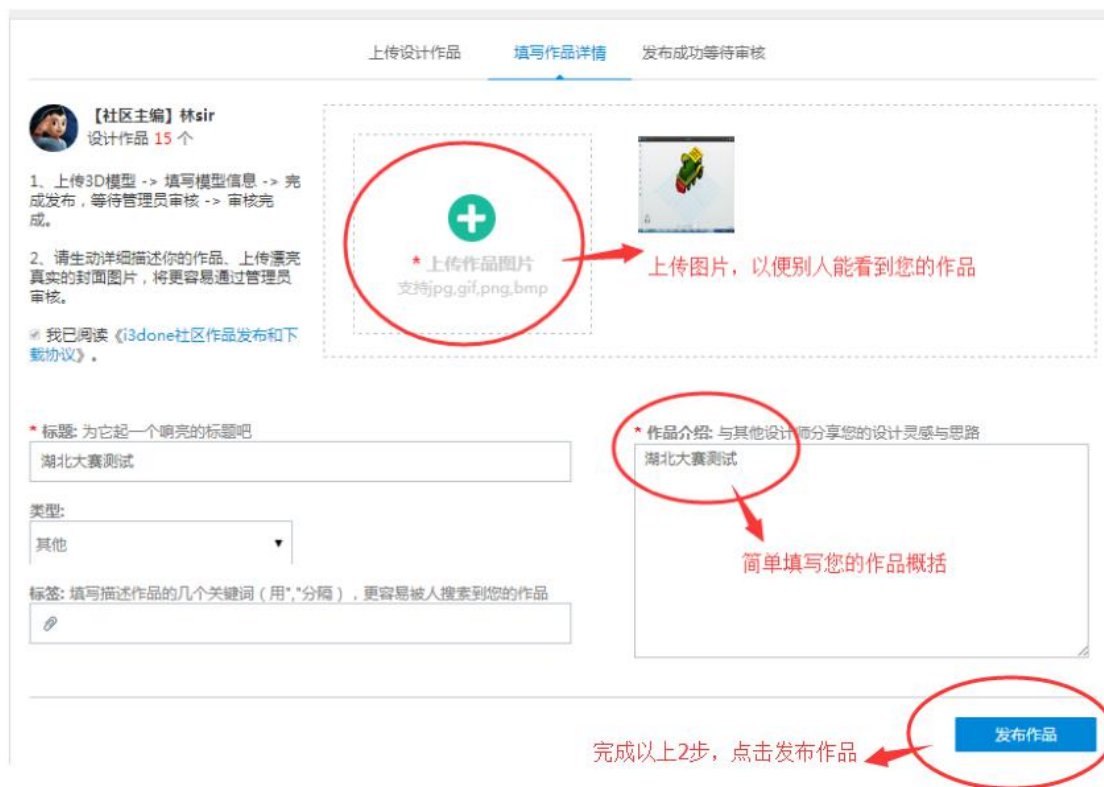 上传设计作品 填写作品详情 发布成功等待审核
【社区主编】林sir
设计作品 15 个
1、上传3D模型 -> 填写模型信息 -> 完
成发布，等待管理员审核 -> 审核完
成。
2、请生动详细描述你的作品、上传漂亮
真实的封面图片，将更容易通过管理员
审核。
我已阅读《i3done社区作品发布和下
载协议》。
* 上传作品图片
支持jpg,gif,png,bmp
上传图片，以便别人能看到您的作品
* 标题: 为它起一个响亮的标题吧
湖北大赛测试
类型:
其他
标签: 填写描述作品的几个关键词（用","分隔），更容易被人搜索到您的作品
* 作品介绍: 与其他设计师分享您的设计灵感与思路
湖北大赛测试
简单填写您的作品概括
发布作品
完成以上2步，点击发布作品